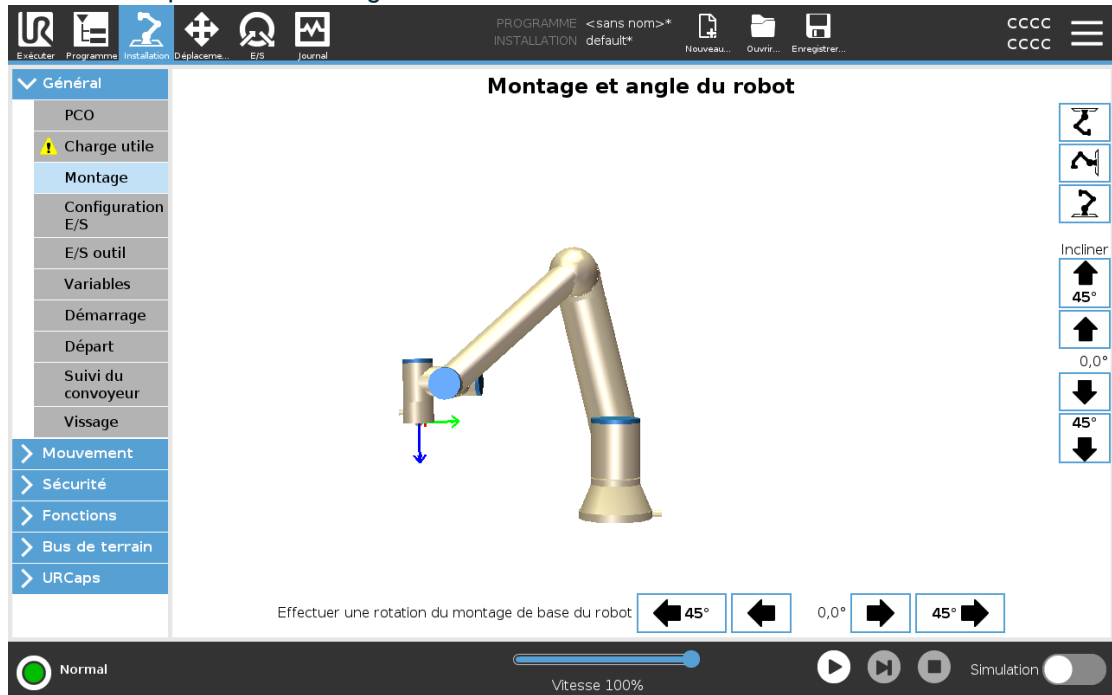 PROGRAMME <sans nom>*
INSTALLATION default*
Exécuter
Programme
Installation
Déplaceme...
E/S
Journal
Nouveau...
Ouvrir...
Enregistrer...
cccc
cccc
Général
PCO
Charge utile
Montage
Configuration
E/S
E/S outil
Variables
Démarrage
Départ
Suivi du
convoyeur
Vissage
Mouvement
Sécurité
Fonctions
Bus de terrain
URCaps
Montage et angle du robot
Incliner
45°
0,0°
45°
Effectuer une rotation du montage de base du robot
45°
0,0°
45°
Normal
Vitesse 100%
Simulation